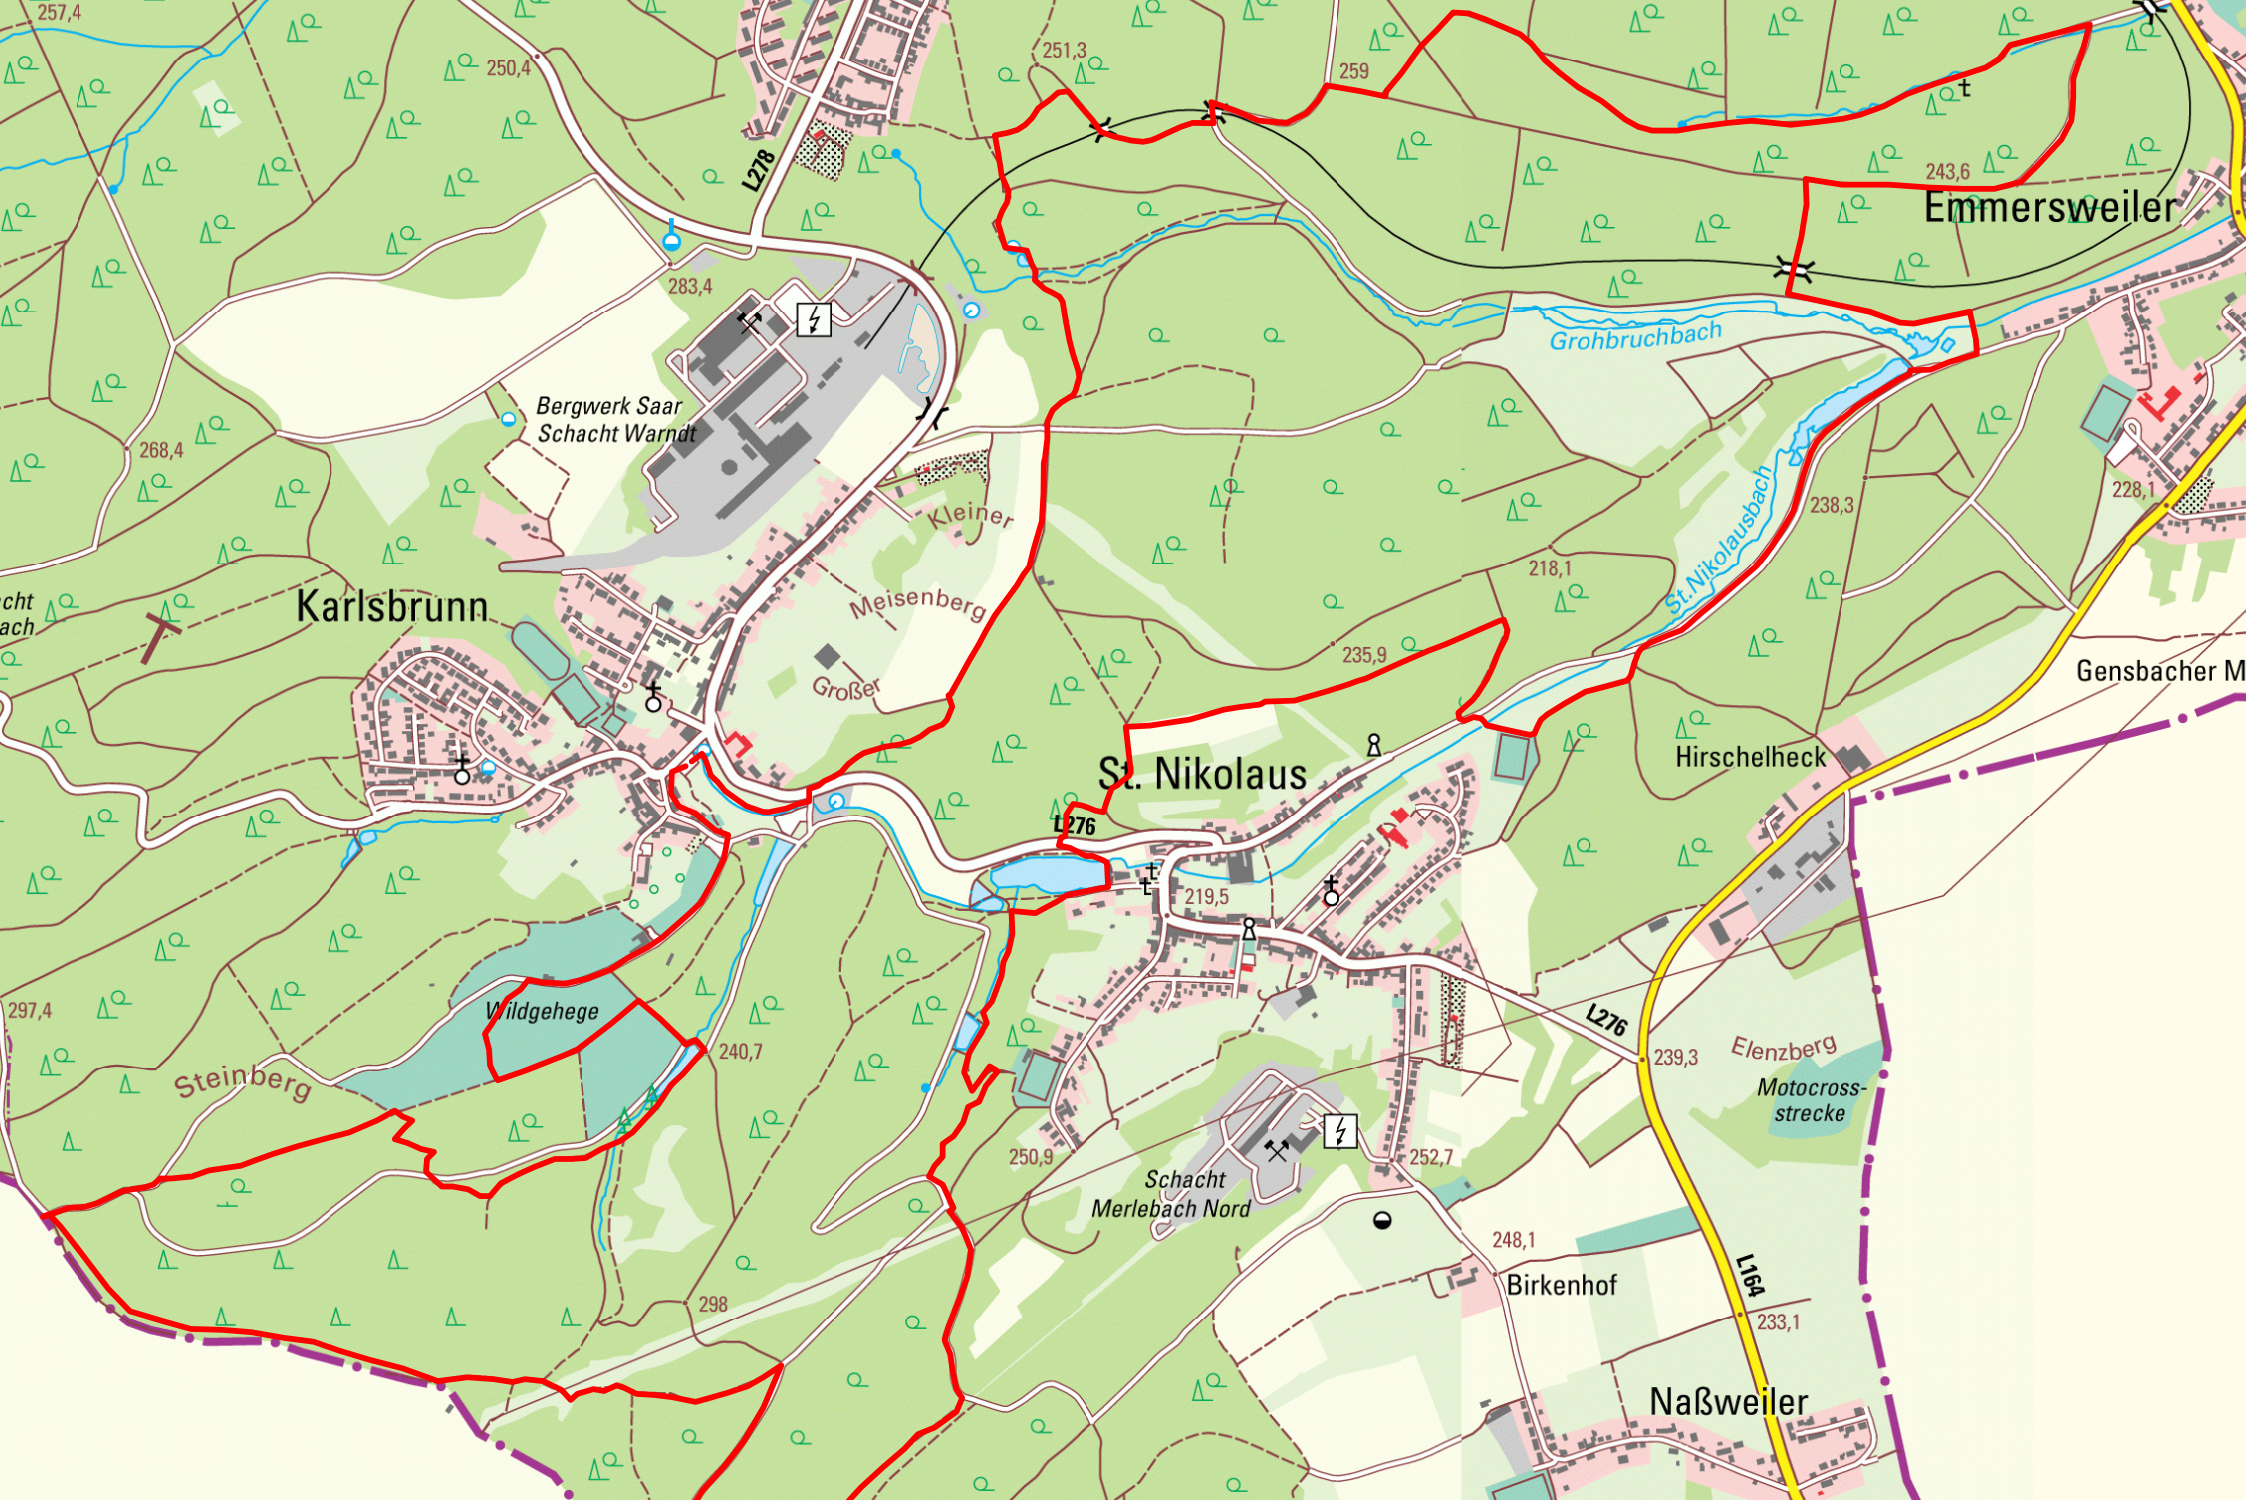 257,4
250,4
251,3
259
L278
243,6
Emmersweiler
283,4
Grohbruchbach
Bergwerk Saar
Schacht Warndt
268,4
Kleiner
238,3
228,1
St.Nikolausbach
218,1
Karlsbrunn
Meisenberg
235,9
Großer
Gensbacher M
Hirschelheck
St. Nikolaus
L276
219,5
297,4
Wildgehege
L276
240,7
239,3
Elenzberg
Steinberg
Motocross-
strecke
250,9
252,7
Schacht
Merlebach Nord
248,1
Birkenhof
L164
298
233,1
Naßweiler